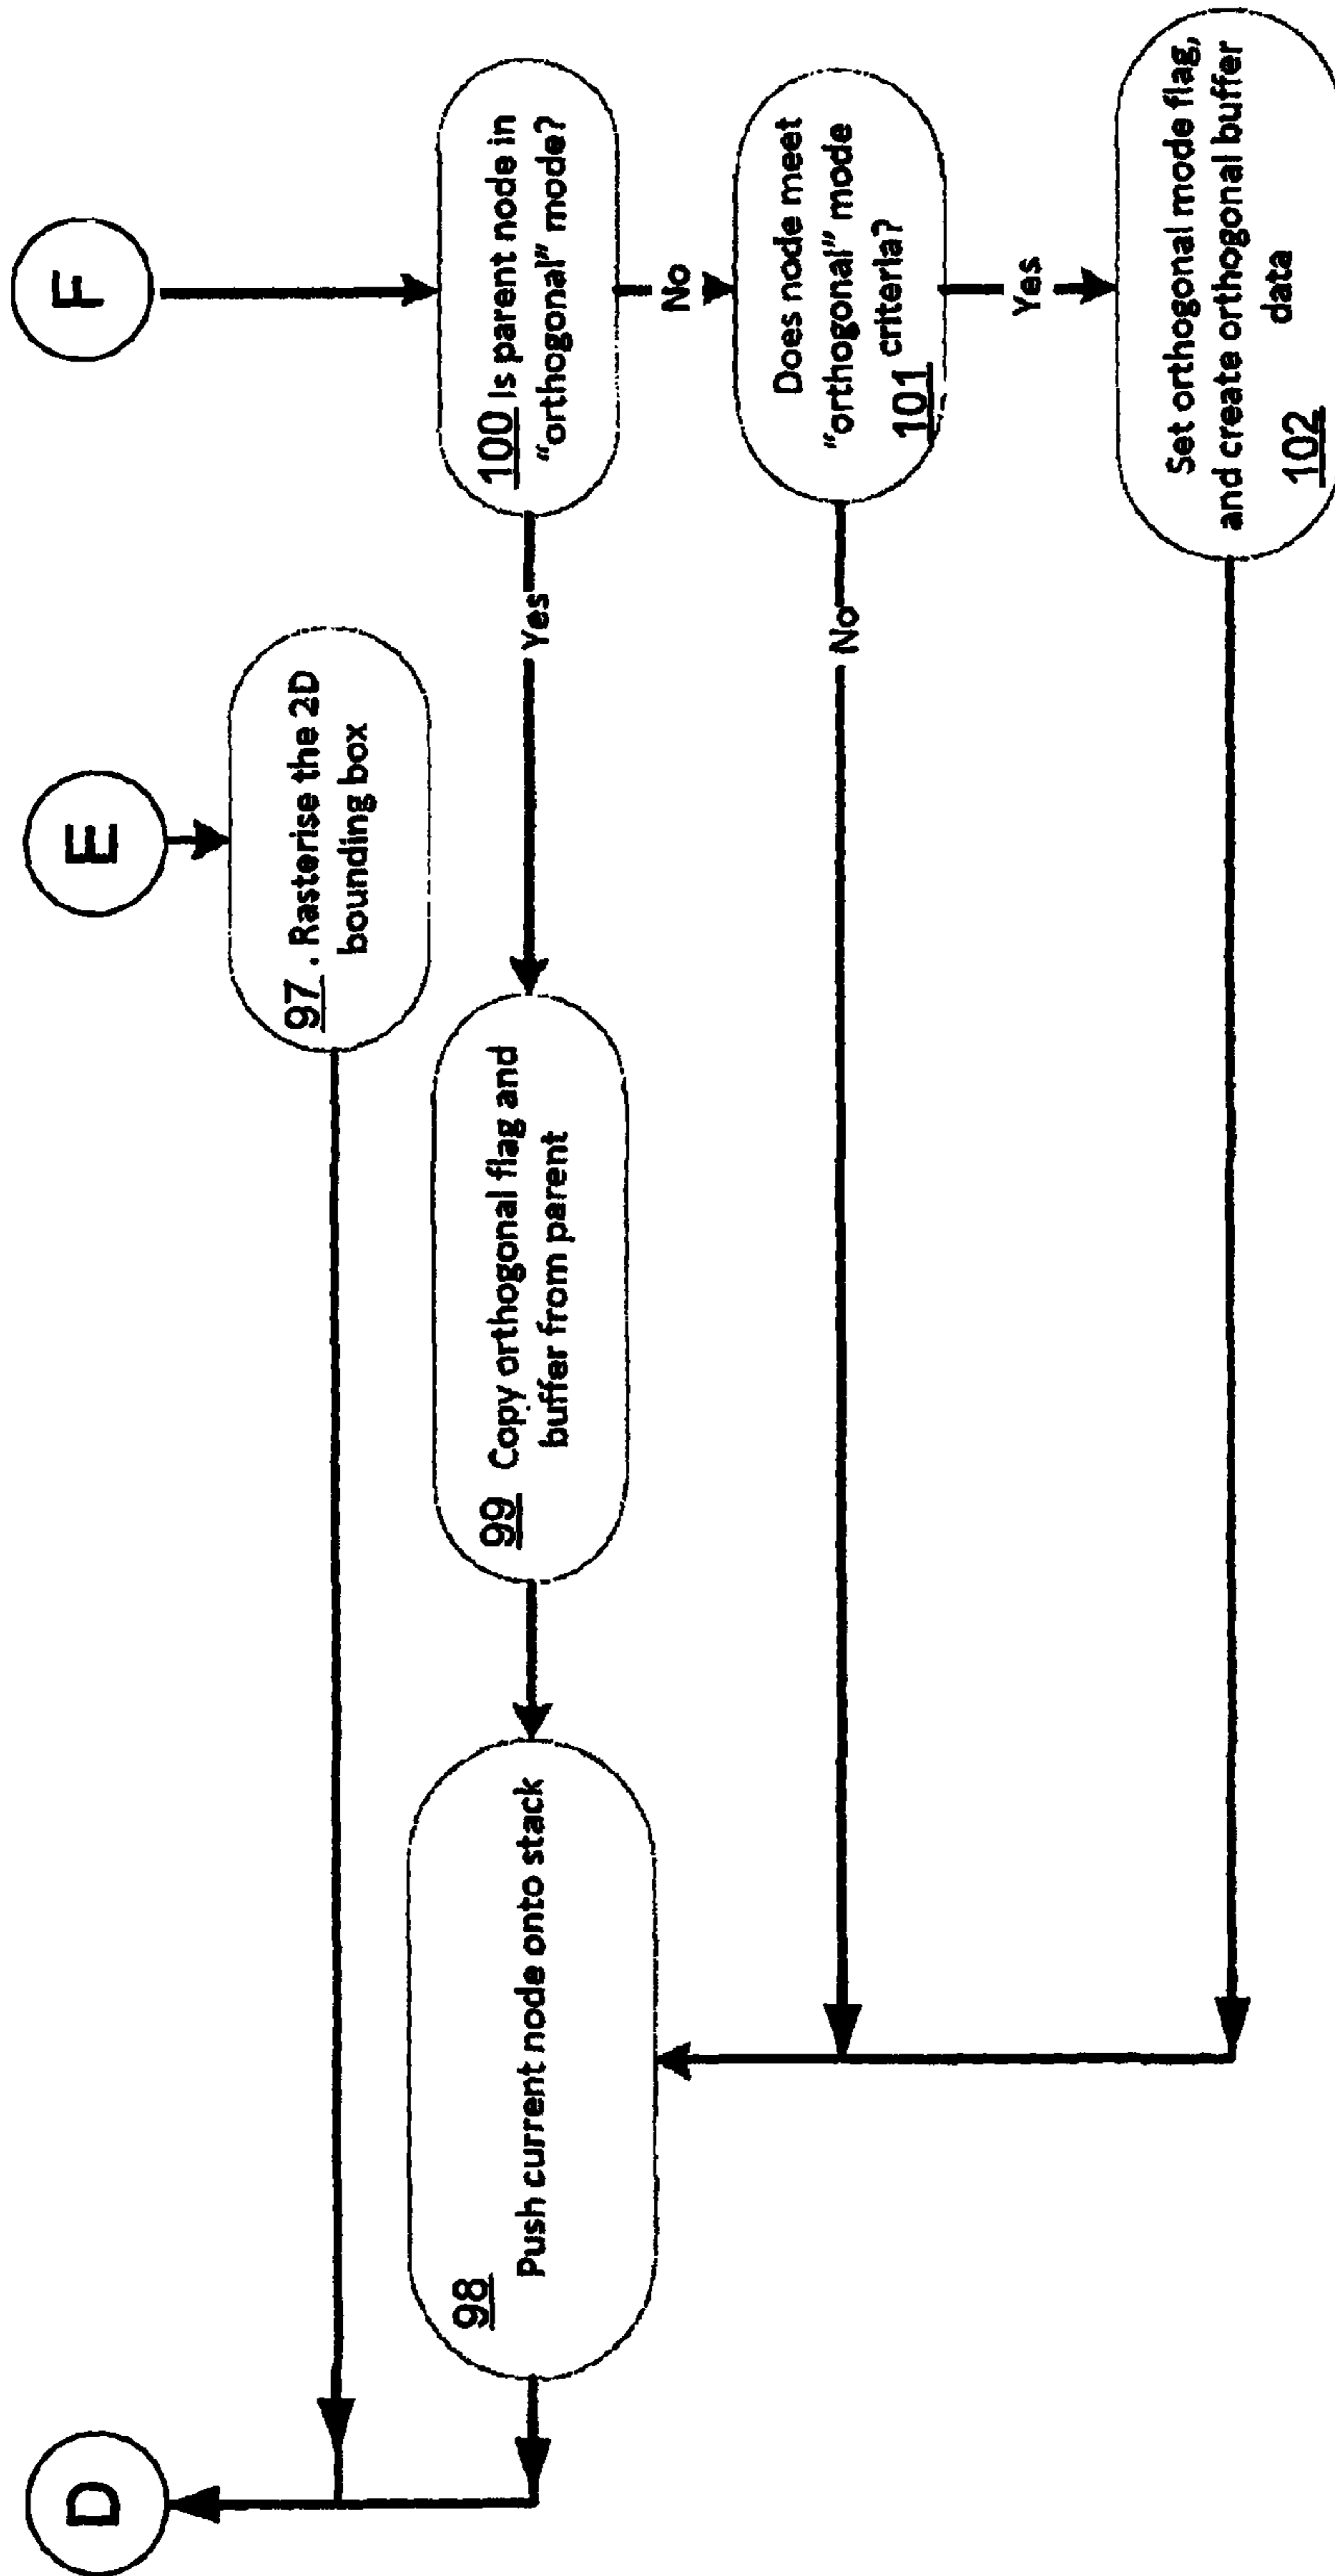 D
E
F
97. Rasterise the 2D
bounding box
98
Push current node onto stack
99 Copy orthogonal flag and
buffer from parent
Yes
100 Is parent node in
"orthogonal" mode?
No
No
Does node meet
"orthogonal" mode
criteria?
101
Yes
Set orthogonal mode flag,
and create orthogonal buffer
data
102